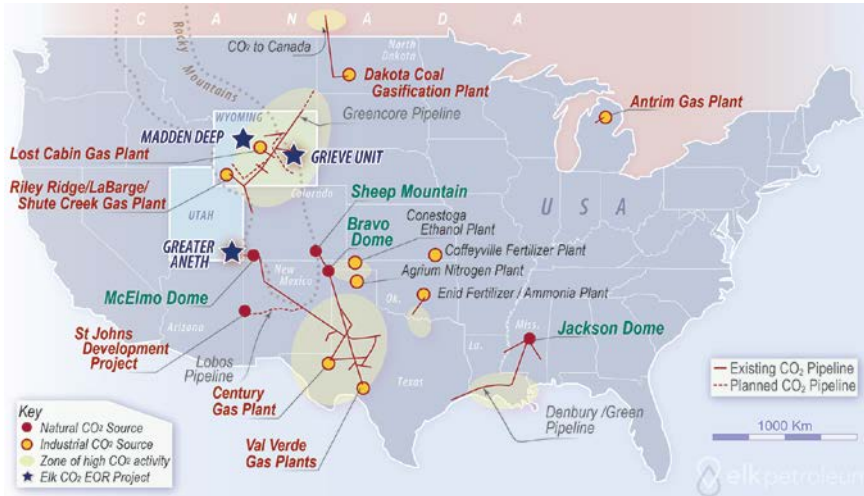 C A N A D A
Rocky
Mountains
CO² to Canada
North
Dakota
Dakota Coal
Gasification Plant
Greencore Pipeline
Antrim Gas Plant
WYOMING
MADDEN DEEP
Lost Cabin Gas Plant
GRIEVE UNIT
Riley Ridge/LaBarge/
Shute Creek Gas Plant
Colorado
Sheep Mountain
UTAH
Bravo
Dome
Conestoga
Ethanol Plant
U S A
GREATER
ANETH
Coffeyville Fertilizer Plant
Agrium Nitrogen Plant
New
Mexico
McElmo Dome
Ok.
Enid Fertilizer / Ammonia Plant
Arizona
St Johns
Development
Project
Lobos
Pipeline
Miss.
Jackson Dome
La.
Texas
Century
Gas Plant
Val Verde
Gas Plants
Denbury /Green
Pipeline
Existing CO₂ Pipeline
Planned CO₂ Pipeline
Key
Natural CO² Source
Industrial CO² Source
Zone of high CO² activity
Elk CO² EOR Project
1000 Km
elkpetroleum